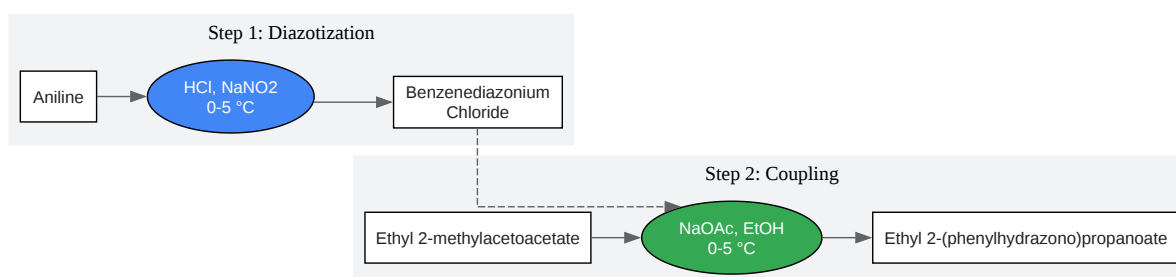 Step 1: Diazotization
Aniline
HCl, NaNO2
0-5 °C
Benzenediazonium
Chloride
Step 2: Coupling
Ethyl 2-methylacetoacetate
NaOAc, EtOH
0-5 °C
Ethyl 2-(phenylhydrazono)propanoate